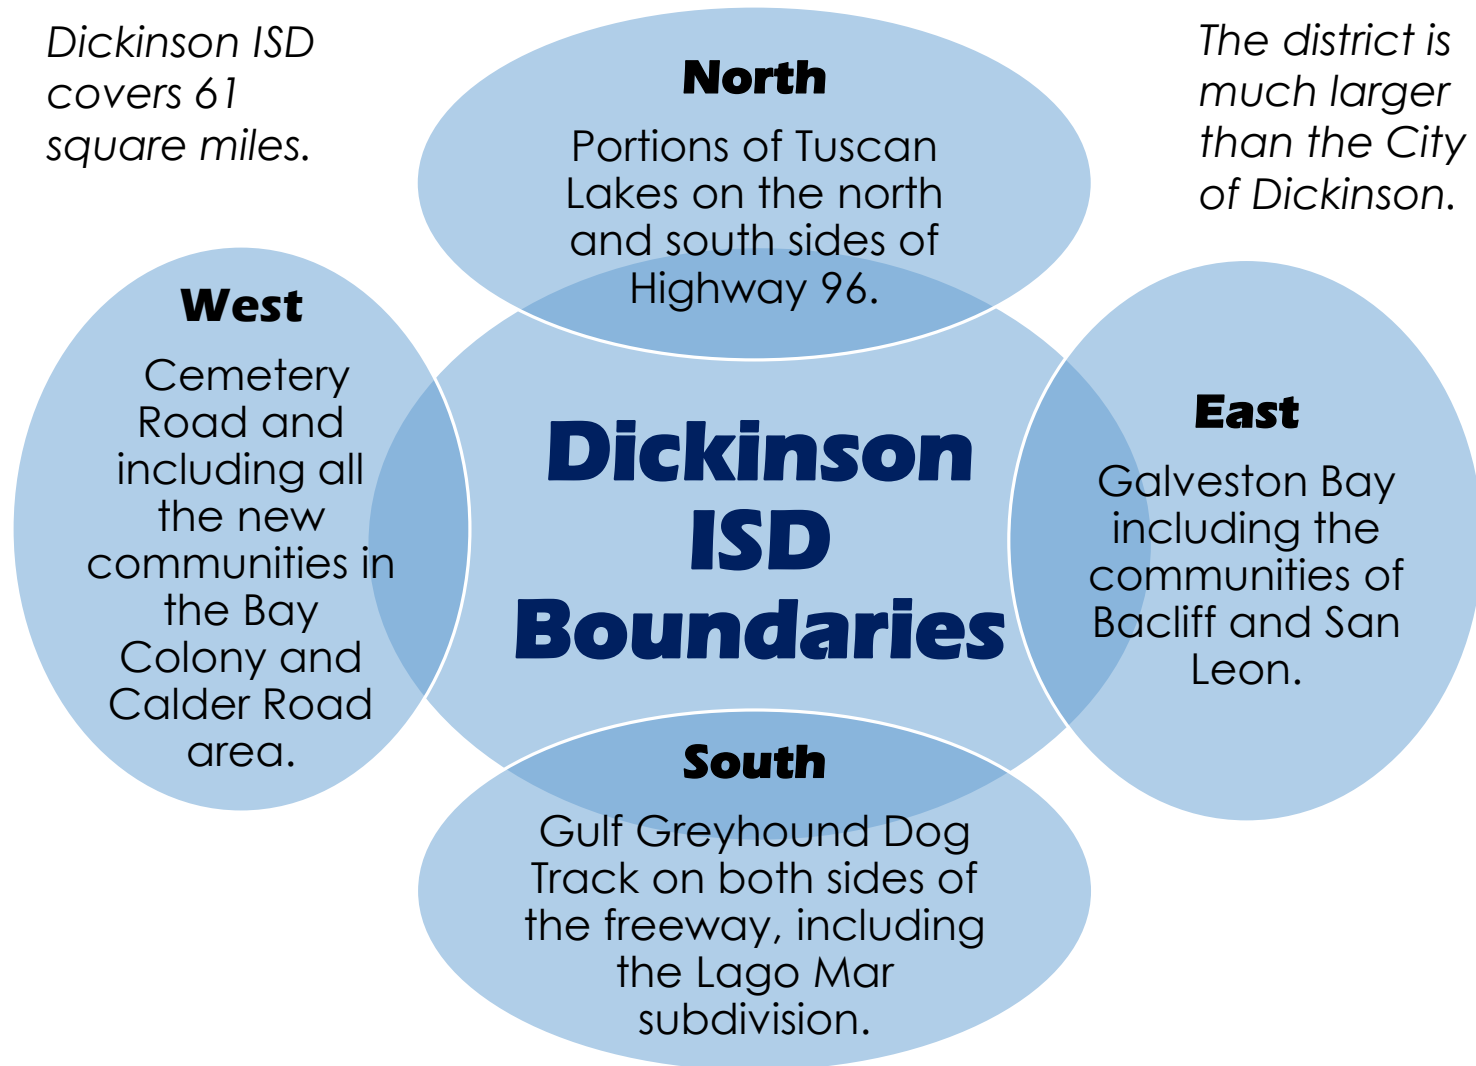 Dickinson ISD
covers 61
square miles.
The district is
much larger
than the City
of Dickinson.
North
Portions of Tuscan
Lakes on the north
and south sides of
Highway 96.
West
Cemetery
Road and
including all
the new
communities in
the Bay
Colony and
Calder Road
area.
Dickinson
ISD
Boundaries
East
Galveston Bay
including the
communities of
Bacliff and San
Leon.
South
Gulf Greyhound Dog
Track on both sides of
the freeway, including
the Lago Mar
subdivision.